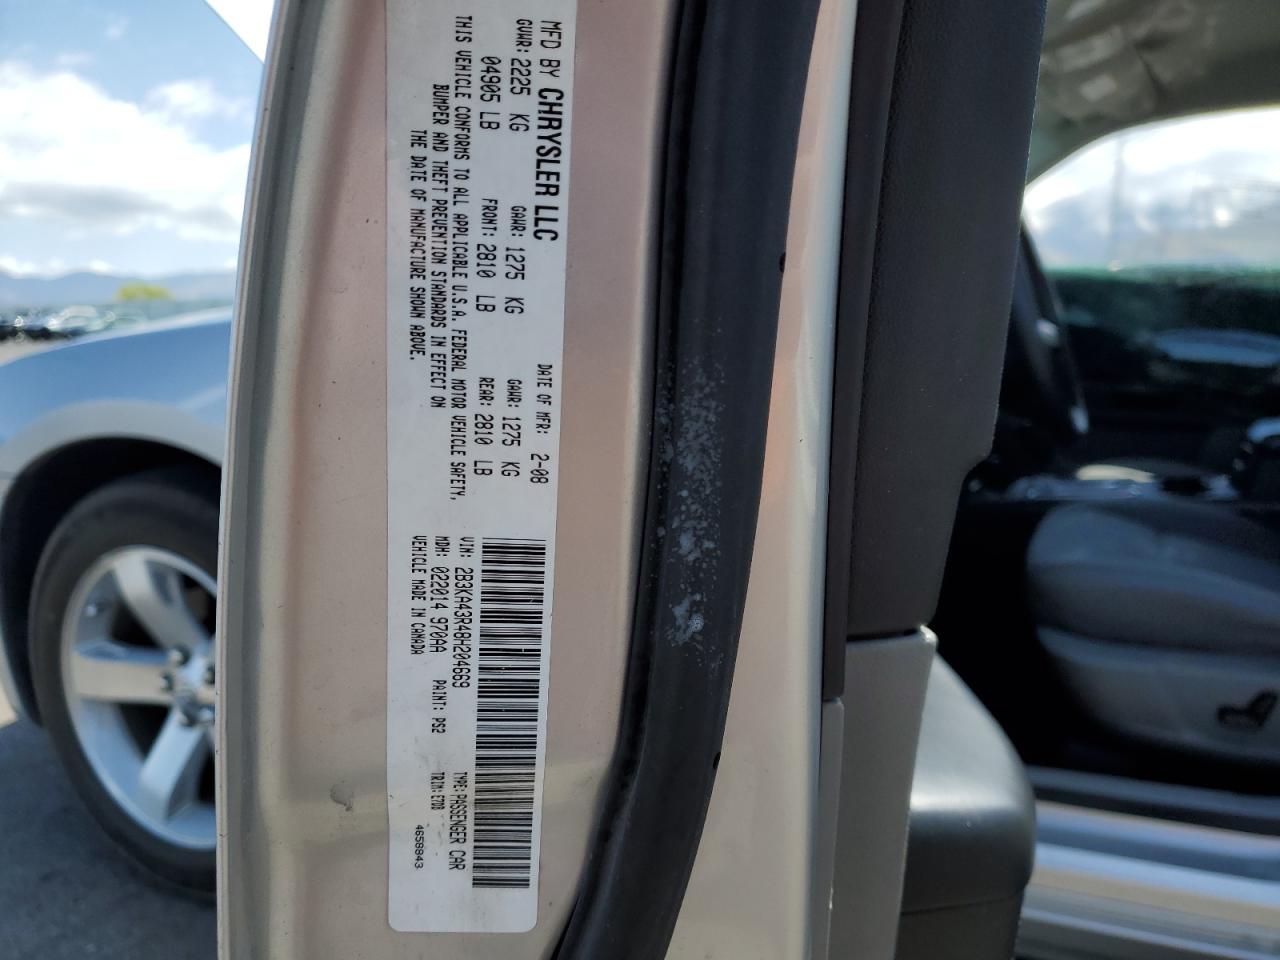 MFD BY CHRYSLER LLC DATE OF MFR: 2-08
GVWR: 2225 KG GAWR: 1275 KG GAWR: 1275 KG
04905 LB FRONT: 2810 LB REAR: 2810 LB
THIS VEHICLE CONFORMS TO ALL APPLICABLE U.S.A. FEDERAL MOTOR VEHICLE SAFETY,
BUMPER AND THEFT PREVENTION STANDARDS IN EFFECT ON
THE DATE OF MANUFACTURE SHOWN ABOVE.
VIN: 2B3KA43R48H204669 TYPE: PASSENGER CAR
MDH: 022014 970AA PAINT: PS2 TRIM: E7D8
VEHICLE MADE IN CANADA 4658843